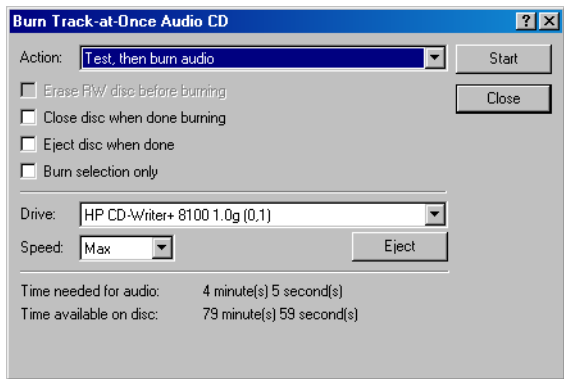 Burn Track-at-Once Audio CD
Action: Test, then burn audio Start
Erase RW disc before burning Close
Close disc when done burning
Eject disc when done
Burn selection only
Drive: HP CD-Writer+ 8100 1.0g (0,1)
Speed: Max Eject
Time needed for audio: 4 minute(s) 5 second(s)
Time available on disc: 79 minute(s) 59 second(s)